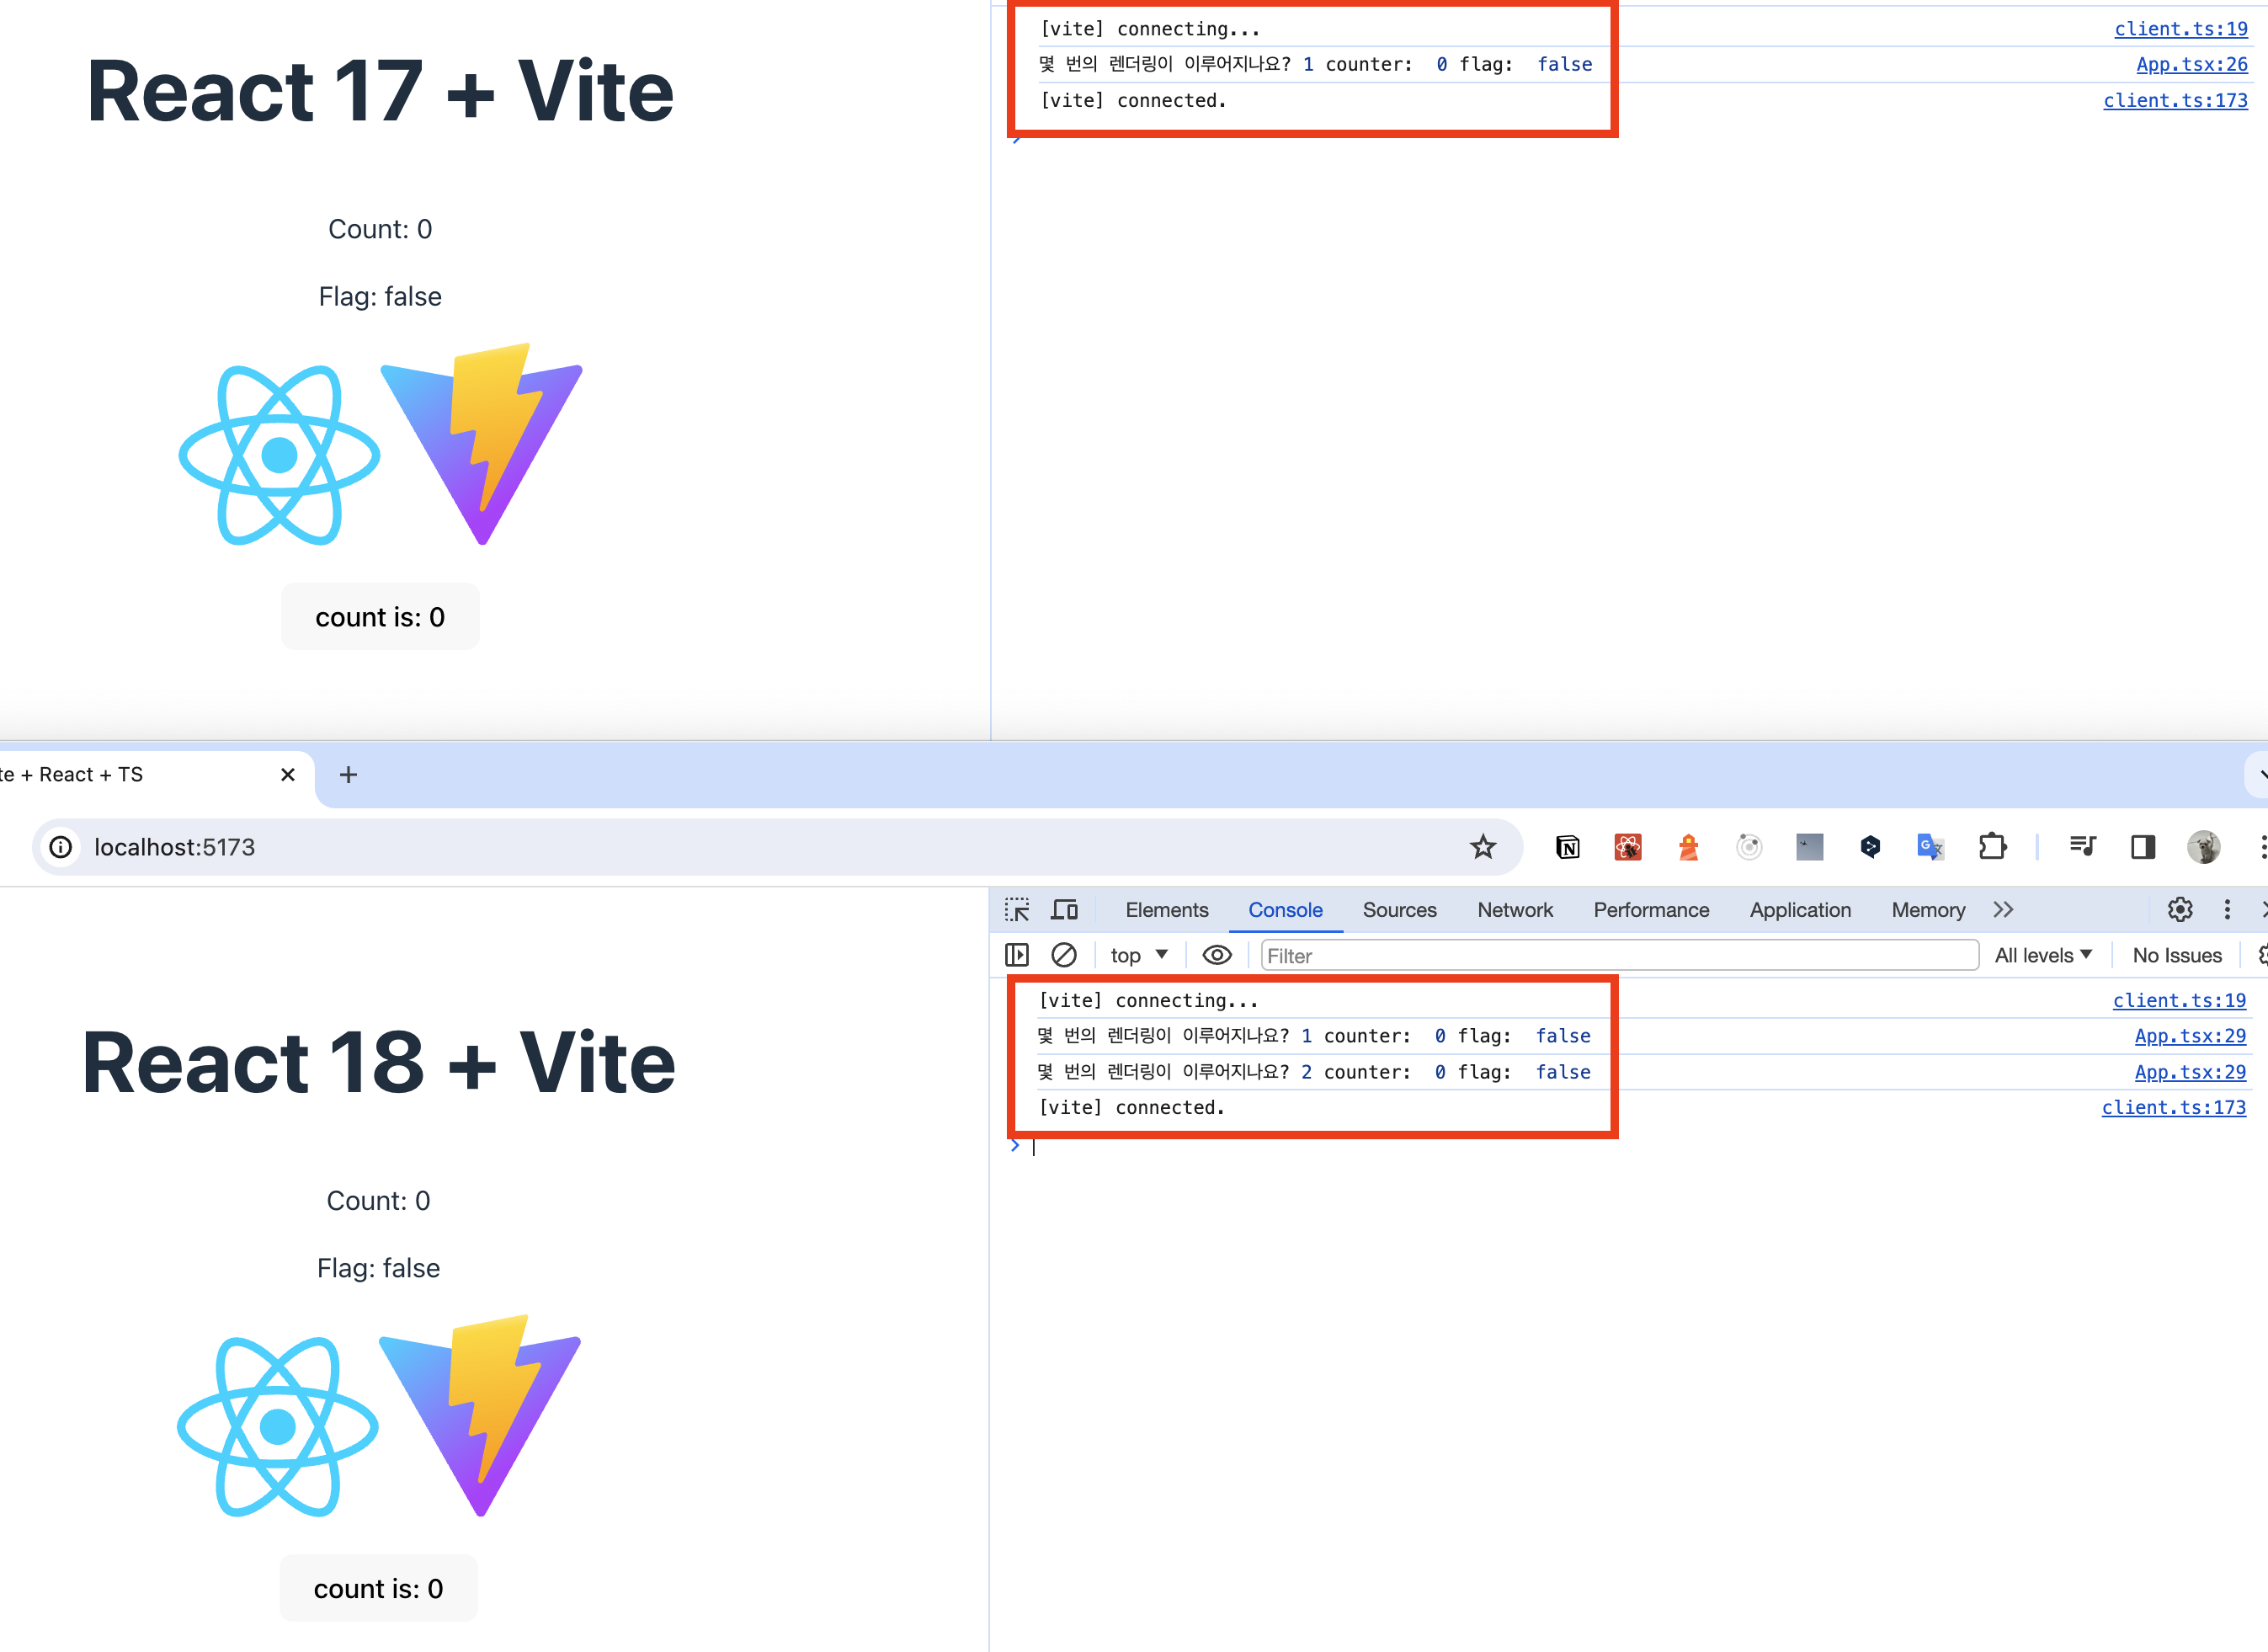 React 17 + Vite
Count: 0
Flag: false
count is: 0
[vite] connecting... client.ts:19
몇 번의 렌더링이 이루어지나요? 1 counter: 0 flag: false App.tsx:26
[vite] connected. client.ts:173
te + React + TS
localhost:5173
React 18 + Vite
Count: 0
Flag: false
count is: 0
Elements Console Sources Network Performance Application Memory
top Filter All levels No Issues
[vite] connecting... client.ts:19
몇 번의 렌더링이 이루어지나요? 1 counter: 0 flag: false App.tsx:29
몇 번의 렌더링이 이루어지나요? 2 counter: 0 flag: false App.tsx:29
[vite] connected. client.ts:173